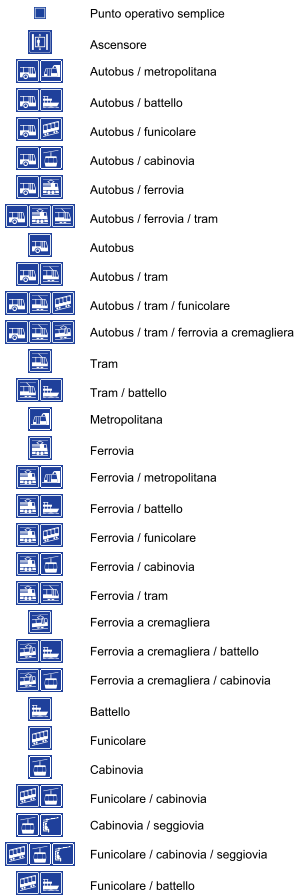 Punto operativo semplice
Ascensore
Autobus / metropolitana
Autobus / battello
Autobus / funicolare
Autobus / cabinovia
Autobus / ferrovia
Autobus / ferrovia / tram
Autobus
Autobus / tram
Autobus / tram / funicolare
Autobus / tram / ferrovia a cremagliera
Tram
Tram / battello
Metropolitana
Ferrovia
Ferrovia / metropolitana
Ferrovia / battello
Ferrovia / funicolare
Ferrovia / cabinovia
Ferrovia / tram
Ferrovia a cremagliera
Ferrovia a cremagliera / battello
Ferrovia a cremagliera / cabinovia
Battello
Funicolare
Cabinovia
Funicolare / cabinovia
Cabinovia / seggiovia
Funicolare / cabinovia / seggiovia
Funicolare / battello